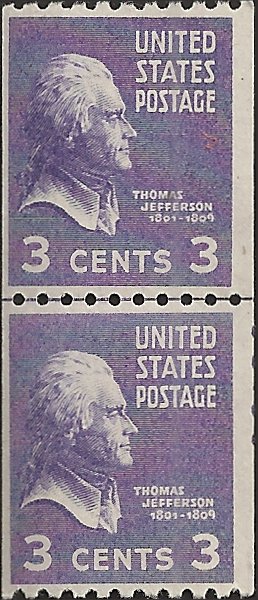 UNITED
STATES
POSTAGE
THOMAS
JEFFERSON
1801-1809
3 CENTS 3
UNITED
STATES
POSTAGE
THOMAS
JEFFERSON
1801-1809
3 CENTS 3